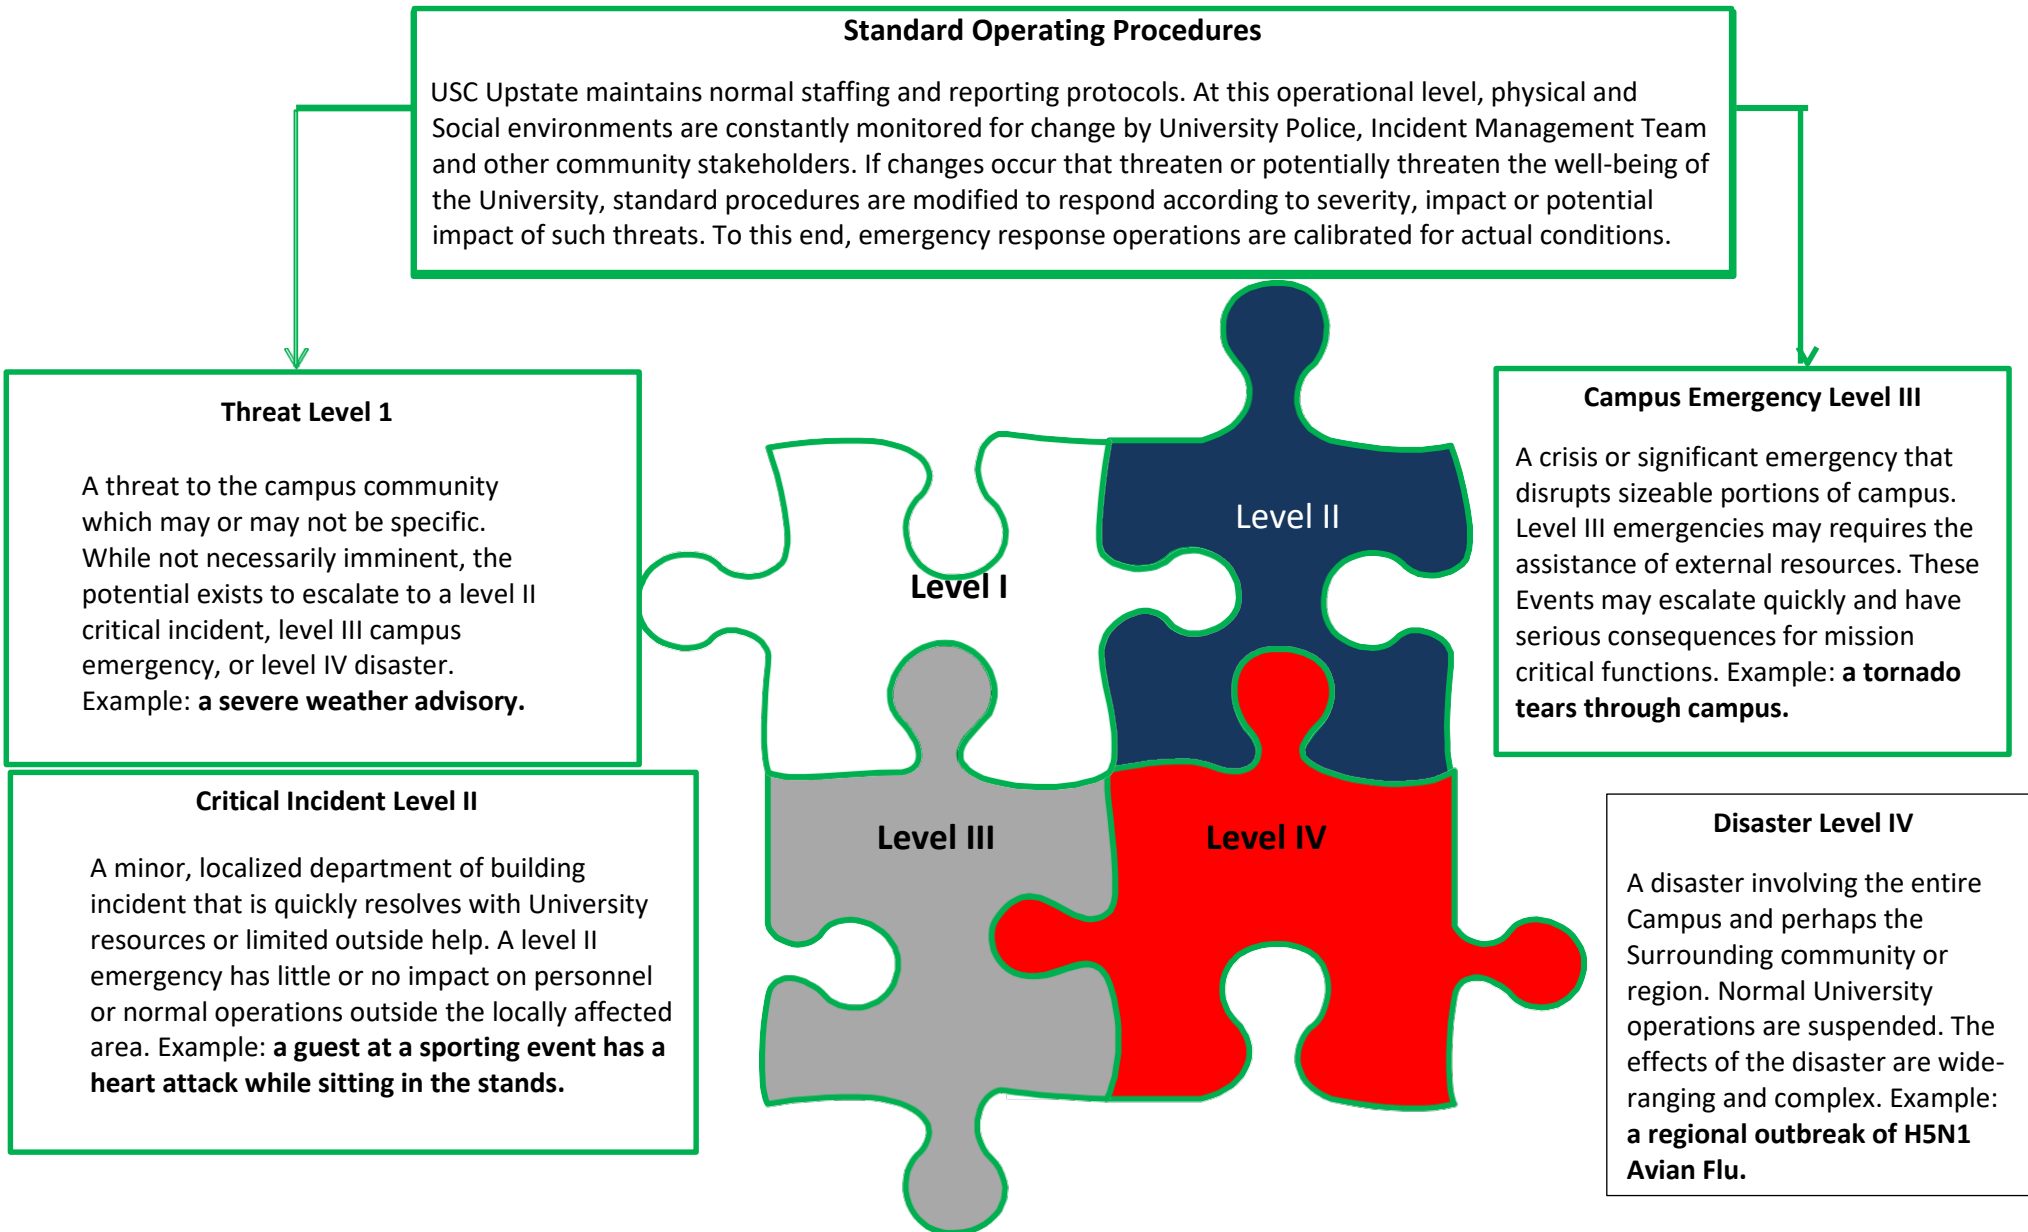 Standard Operating Procedures
USC Upstate maintains normal staffing and reporting protocols. At this operational level, physical and
Social environments are constantly monitored for change by University Police, Incident Management Team
and other community stakeholders. If changes occur that threaten or potentially threaten the well-being of
the University, standard procedures are modified to respond according to severity, impact or potential
impact of such threats. To this end, emergency response operations are calibrated for actual conditions.
Threat Level 1
A threat to the campus community
which may or may not be specific.
While not necessarily imminent, the
potential exists to escalate to a level II
critical incident, level III campus
emergency, or level IV disaster.
Example: a severe weather advisory.
Critical Incident Level II
A minor, localized department of building
incident that is quickly resolves with University
resources or limited outside help. A level II
emergency has little or no impact on personnel
or normal operations outside the locally affected
area. Example: a guest at a sporting event has a
heart attack while sitting in the stands.
Level I
Level II
Level III
Level IV
Campus Emergency Level III
A crisis or significant emergency that
disrupts sizeable portions of campus.
Level III emergencies may requires the
assistance of external resources. These
Events may escalate quickly and have
serious consequences for mission
critical functions. Example: a tornado
tears through campus.
Disaster Level IV
A disaster involving the entire
Campus and perhaps the
Surrounding community or
region. Normal University
operations are suspended. The
effects of the disaster are wide-
ranging and complex. Example:
a regional outbreak of H5N1
Avian Flu.